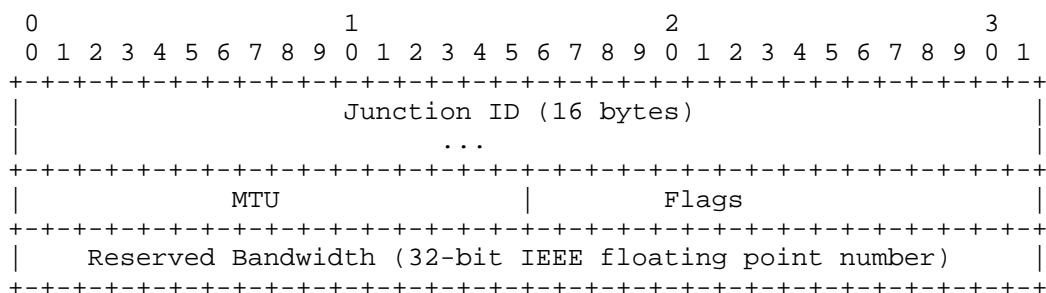 0                   1                   2                   3
0 1 2 3 4 5 6 7 8 9 0 1 2 3 4 5 6 7 8 9 0 1 2 3 4 5 6 7 8 9 0 1
+-+-+-+-+-+-+-+-+-+-+-+-+-+-+-+-+-+-+-+-+-+-+-+-+-+-+-+-+-+-+-+-+
|                    Junction ID (16 bytes)                     |
|                          ...                                  |
+-+-+-+-+-+-+-+-+-+-+-+-+-+-+-+-+-+-+-+-+-+-+-+-+-+-+-+-+-+-+-+-+
|             MTU               |        Flags                  |
+-+-+-+-+-+-+-+-+-+-+-+-+-+-+-+-+-+-+-+-+-+-+-+-+-+-+-+-+-+-+-+-+
|    Reserved Bandwidth (32-bit IEEE floating point number)     |
+-+-+-+-+-+-+-+-+-+-+-+-+-+-+-+-+-+-+-+-+-+-+-+-+-+-+-+-+-+-+-+-+